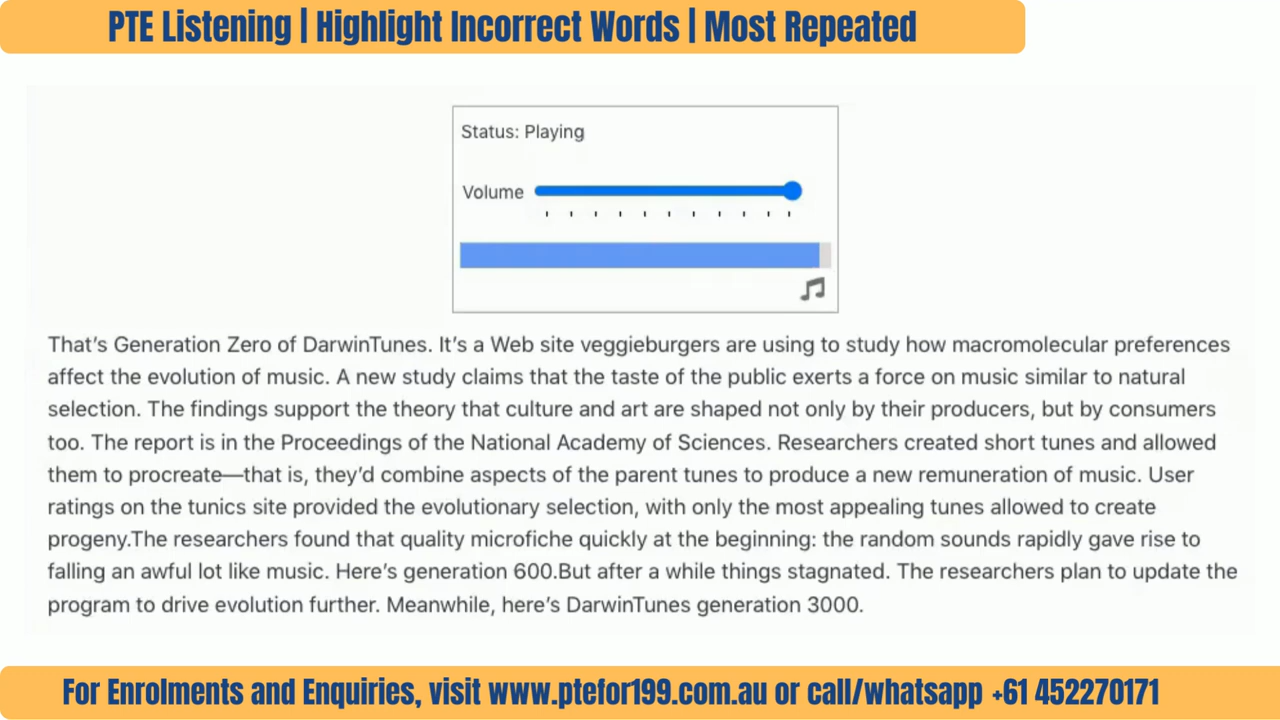 PTE Listening | Highlight Incorrect Words | Most Repeated
Status: Playing
Volume
That's Generation Zero of DarwinTunes. It's a Web site veggieburgers are using to study how macromolecular preferences
affect the evolution of music. A new study claims that the taste of the public exerts a force on music similar to natural
selection. The findings support the theory that culture and art are shaped not only by their producers, but by consumers
too. The report is in the Proceedings of the National Academy of Sciences. Researchers created short tunes and allowed
them to procreate—that is, they'd combine aspects of the parent tunes to produce a new remuneration of music. User
ratings on the tunics site provided the evolutionary selection, with only the most appealing tunes allowed to create
progeny.The researchers found that quality microfiche quickly at the beginning: the random sounds rapidly gave rise to
falling an awful lot like music. Here's generation 600.But after a while things stagnated. The researchers plan to update the
program to drive evolution further. Meanwhile, here's DarwinTunes generation 3000.
For Enrolments and Enquiries, visit www.ptefor199.com.au or call/whatsapp +61 452270171